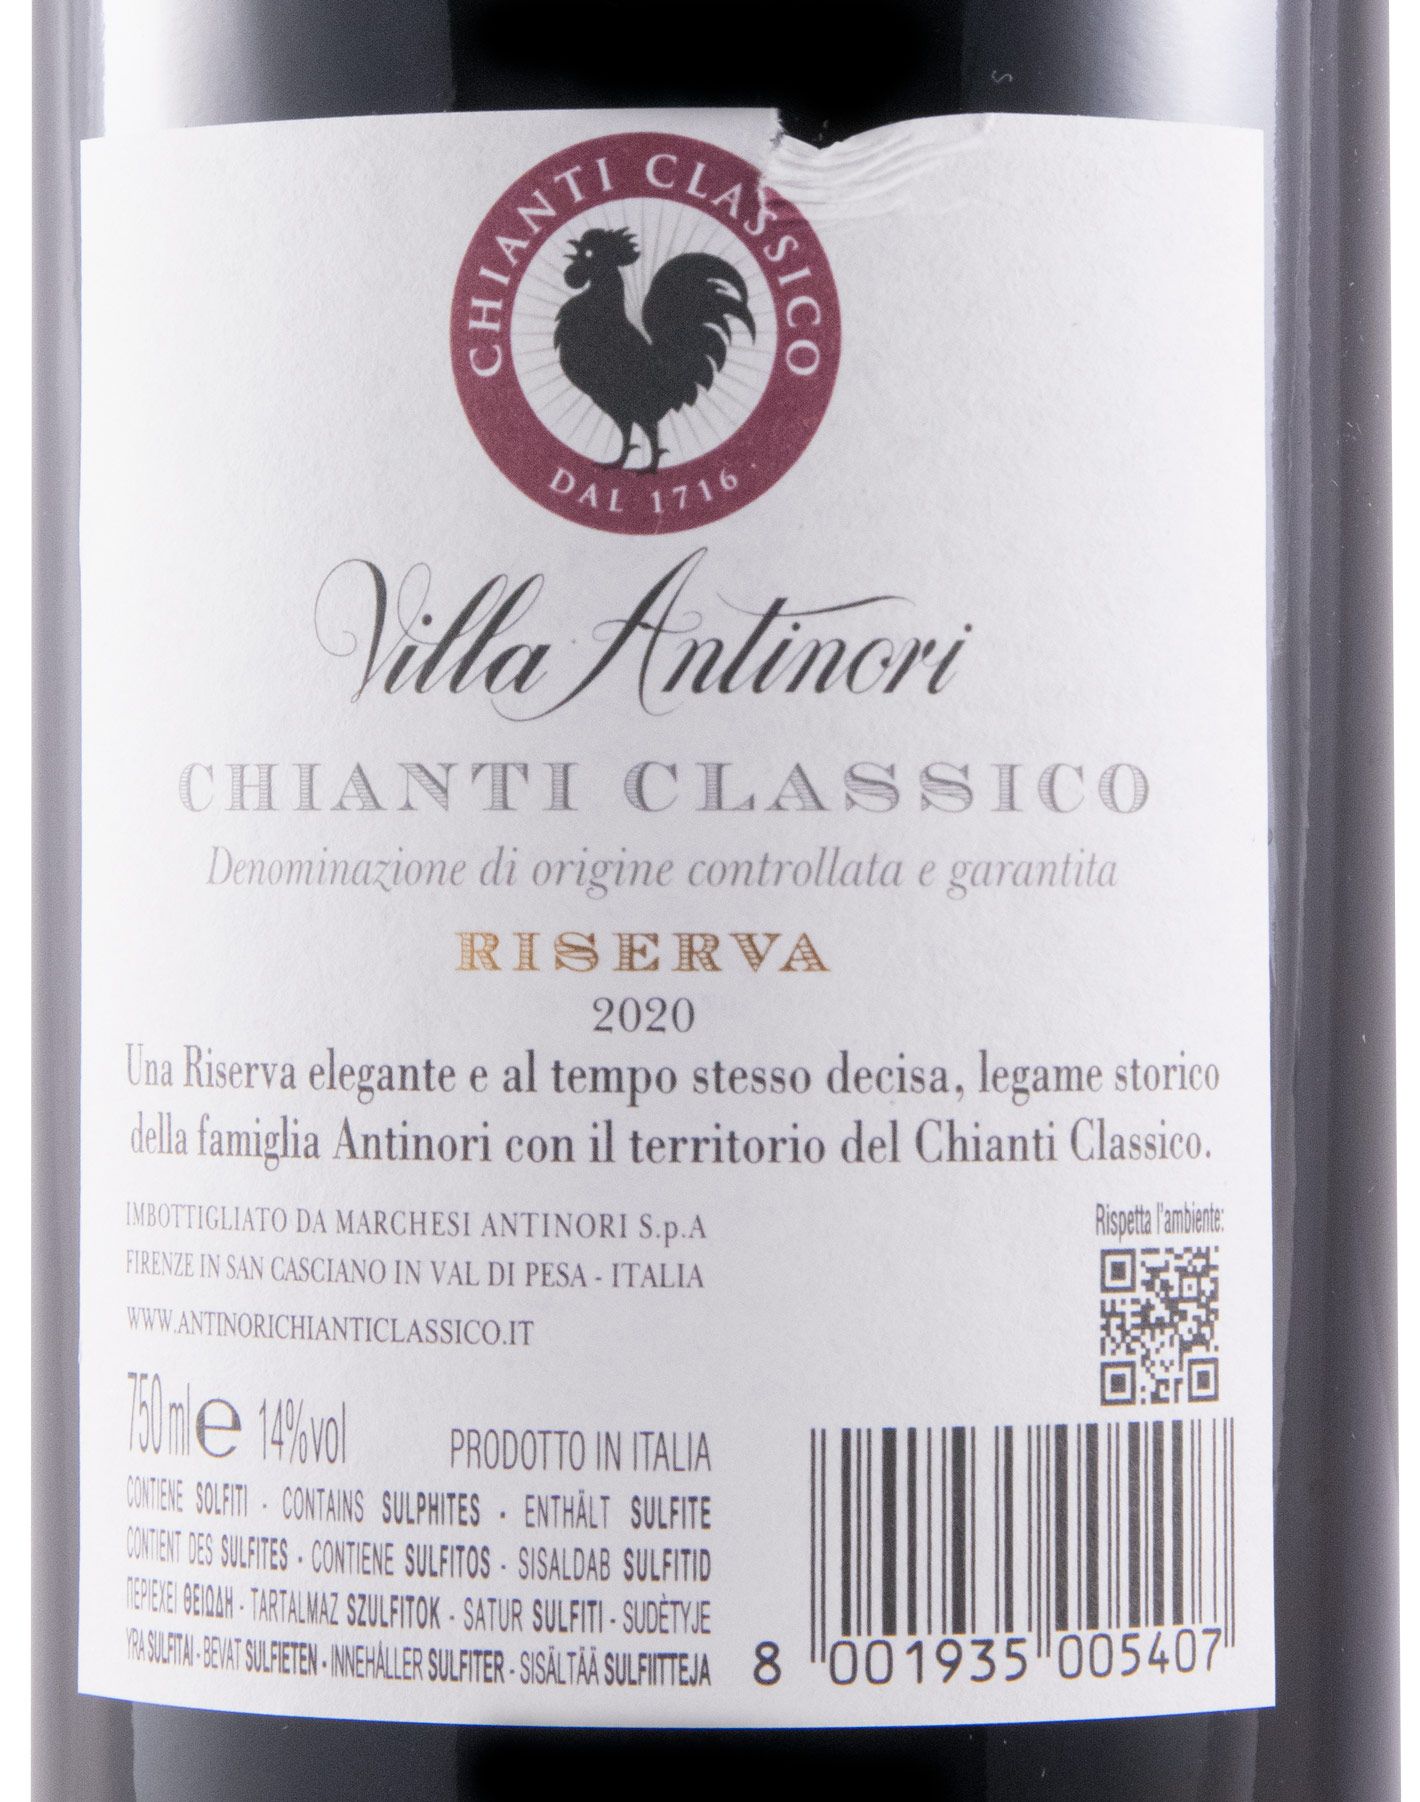 CHIANTI CLASSICO
DAL 1716
Villa Antinori
CHIANTI CLASSICO
Denominazione di origine controllata e garantita
RISERVA
2020
Una Riserva elegante e al tempo stesso decisa, legame storico
della famiglia Antinori con il territorio del Chianti Classico.
IMBOTTIGLIATO DA MARCHESI ANTINORI S.p.A
FIRENZE IN SAN CASCIANO IN VAL DI PESA - ITALIA
WWW.ANTINORICHIANTICLASSICO.IT
Rispetta l'ambiente:
750 ml e 14%vol
PRODOTTO IN ITALIA
CONTIENE SOLFITI - CONTAINS SULPHITES - ENTHÄLT SULFITE
CONTIENT DES SULFITES - CONTIENE SULFITOS - SISALDAB SULFITID
ΠΕΡΙΕΧΕΙ ΘΕΙΩΔΗ - TARTALMAZ SZULFITOK - SATUR SULFITI - SUDĖTYJE
YRA SULFITAI - BEVAT SULFIETEN - INNEHÅLLER SULFITER - SISÄLTÄÄ SULFIITTEJA
8 001935 005407